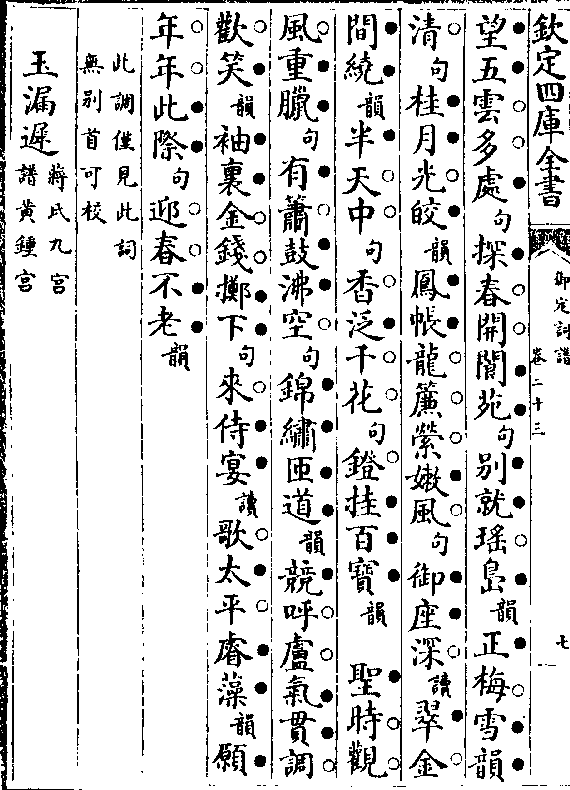 欽定四庫全書
御定詞譜
卷二十三
七
望五雲多處句探春開閬苑句别就瑶島韻正梅雪韻
清句桂月光皎韻鳳帳龍簾縈嫩風句御座深讀翠金
間繞韻半天中句香泛千花句鐙挂百寶韻 聖時觀
風重臘句有簫鼓沸空句錦繡匝道韻競呼盧氣貫調
歡笑韻袖裏金錢擲下句來侍宴讀歌太平睿藻韻願
年年此際句迎春不老韻
此調僅見此詞
無别首可校
玉漏遲蔣氏九宫
譜黄鍾宫